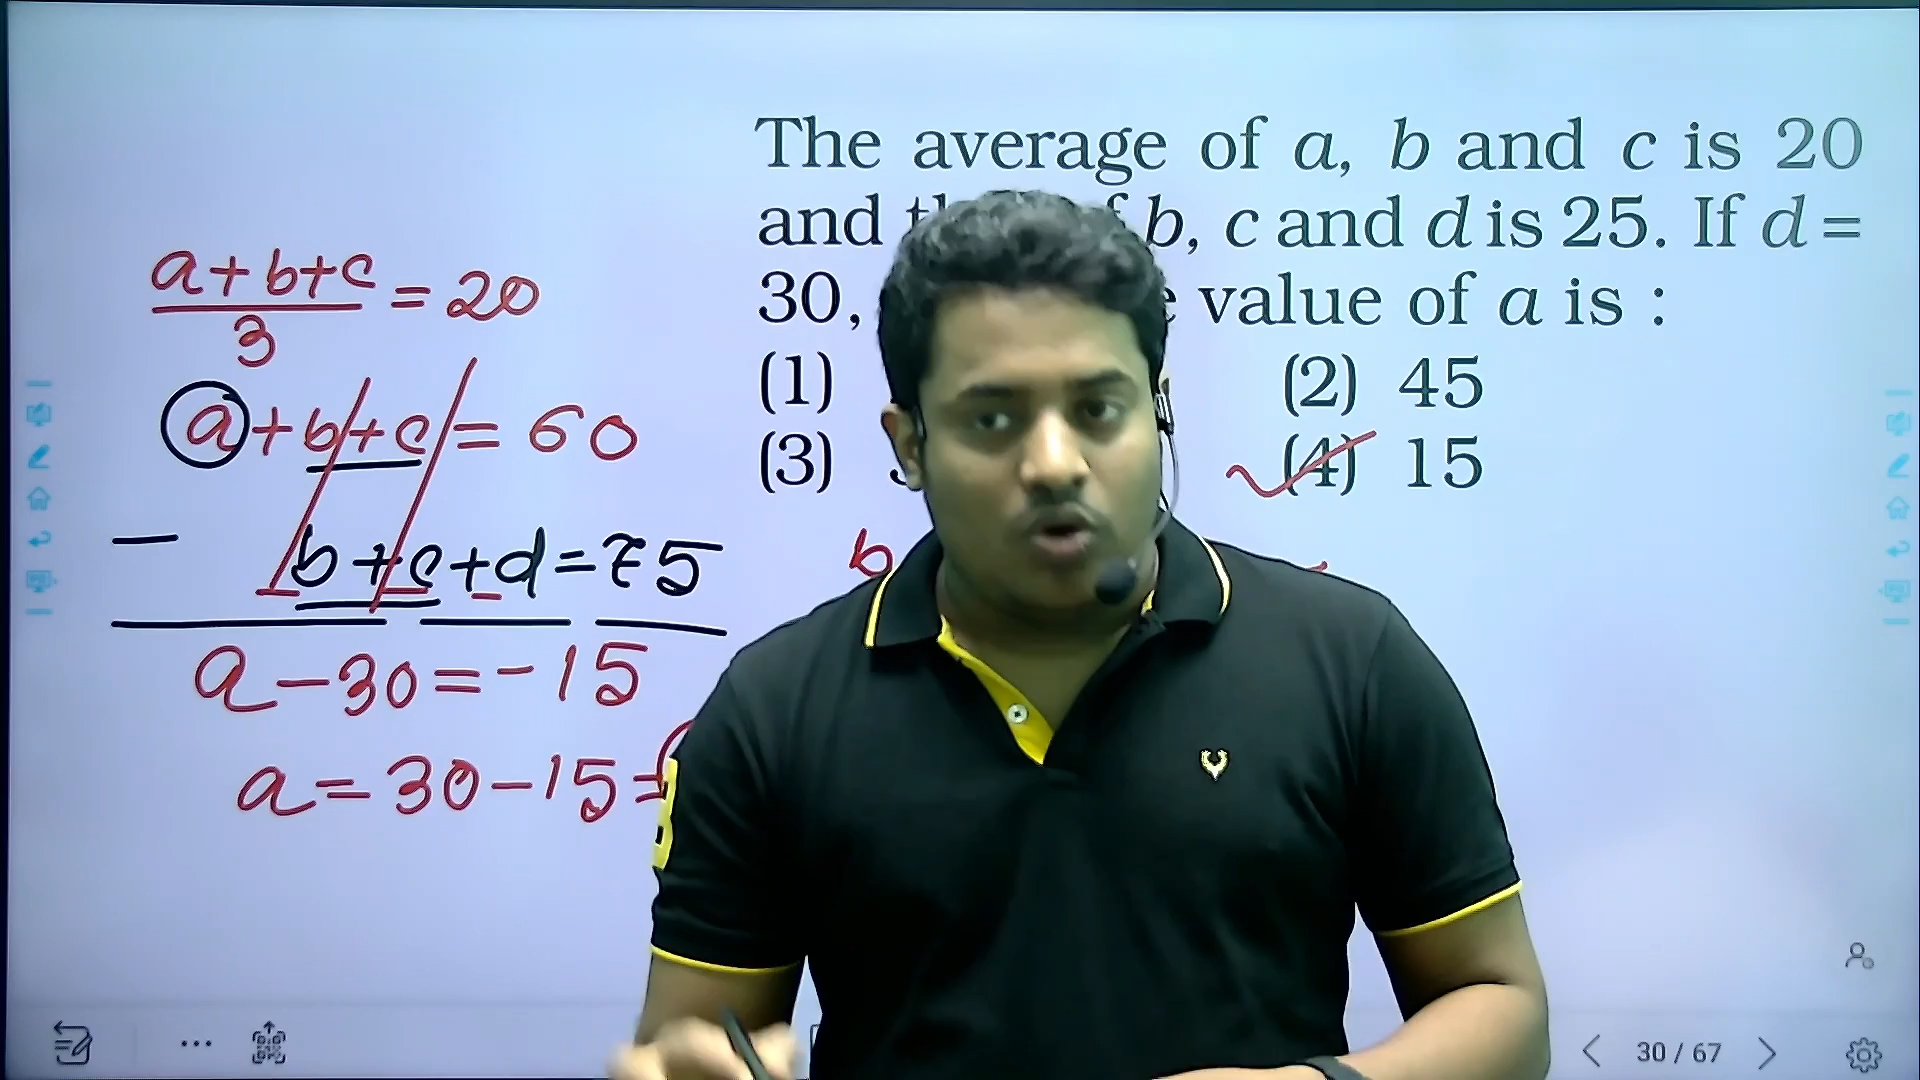 The average of a, b and c is 20
and b, c and d is 25. If d =
30, value of a is :
(1) (2) 45
(3) (4) 15
a+b+c
3
= 20
a+b+c = 60
− b+c+d=75
a−30=−15
a=30−15=
b
30 / 67